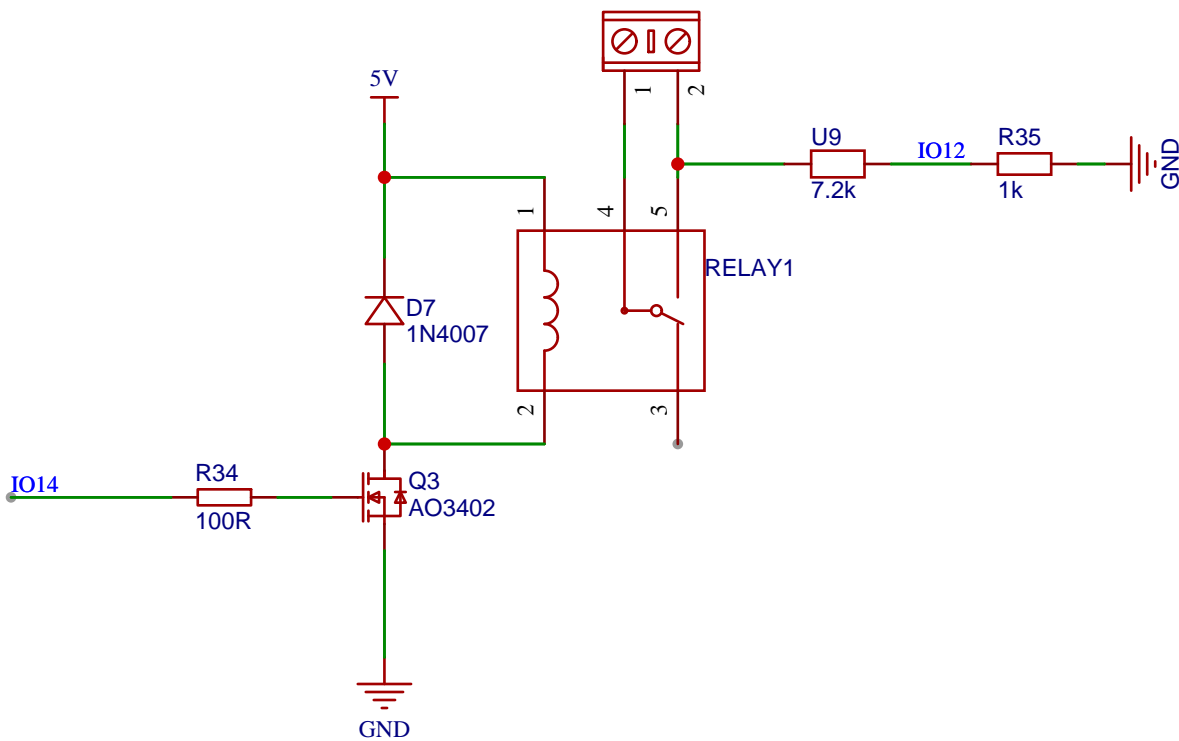 1
2
5V
U9
7.2k
IO12
R35
1k
GND
1
4
5
RELAY1
D7
1N4007
2
3
IO14
R34
100R
Q3
AO3402
GND